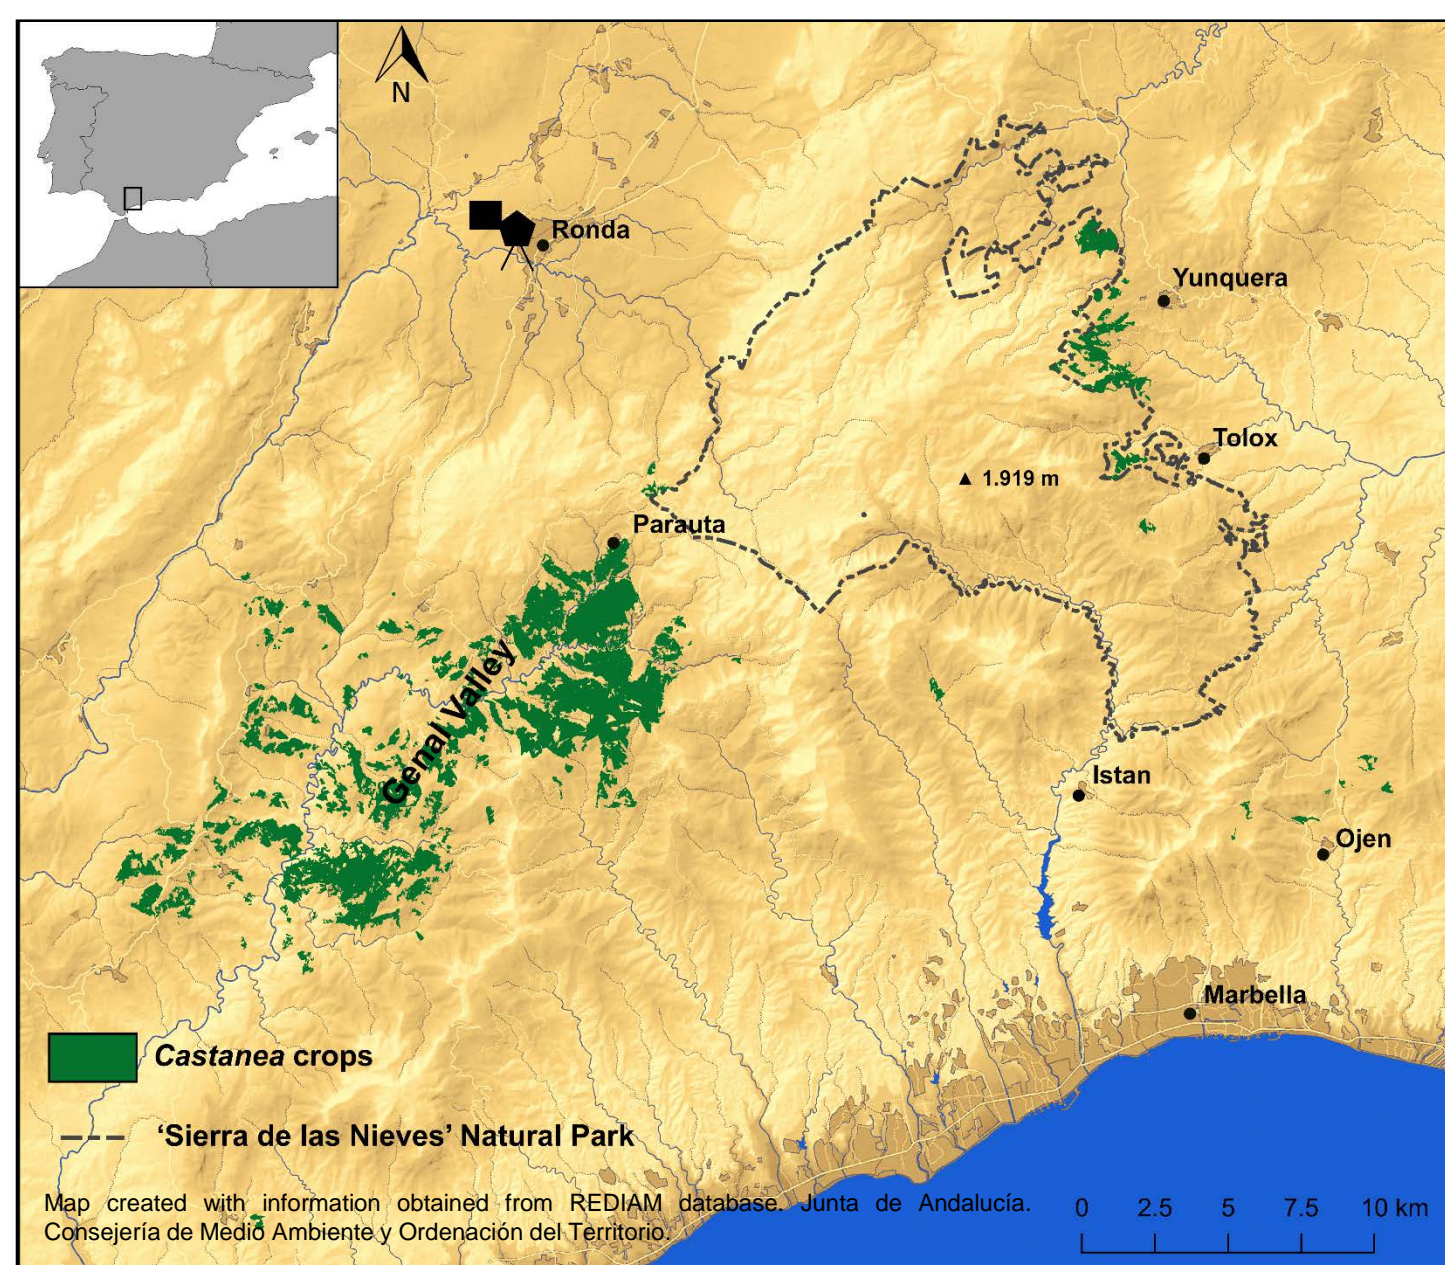 N
Ronda
Yunquera
Tolox
▲ 1.919 m
Parauta
Genal Valley
Istan
Ojen
Marbella
Castanea crops
‘Sierra de las Nieves’ Natural Park
Map created with information obtained from REDIAM database. Junta de Andalucía.
Consejería de Medio Ambiente y Ordenación del Territorio.
0 2.5 5 7.5 10 km